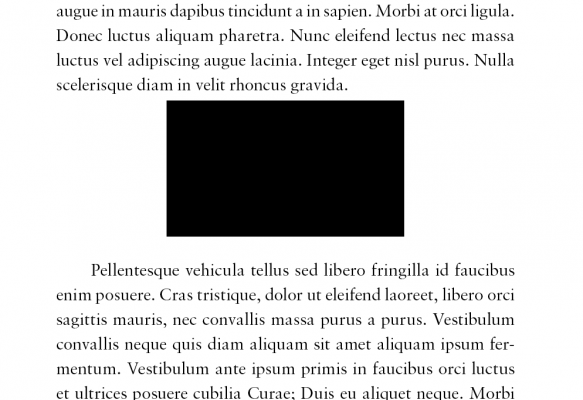 augue in mauris dapibus tincidunt a in sapien. Morbi at orci ligula.
Donec luctus aliquam pharetra. Nunc eleifend lectus nec massa
luctus vel adipiscing augue lacinia. Integer eget nisl purus. Nulla
scelerisque diam in velit rhoncus gravida.
Pellentesque vehicula tellus sed libero fringilla id faucibus
enim posuere. Cras tristique, dolor ut eleifend laoreet, libero orci
sagittis mauris, nec convallis massa purus a purus. Vestibulum
convallis neque quis diam aliquam sit amet aliquam ipsum fer-
mentum. Vestibulum ante ipsum primis in faucibus orci luctus
et ultrices posuere cubilia Curae; Duis eu aliquet neque. Morbi